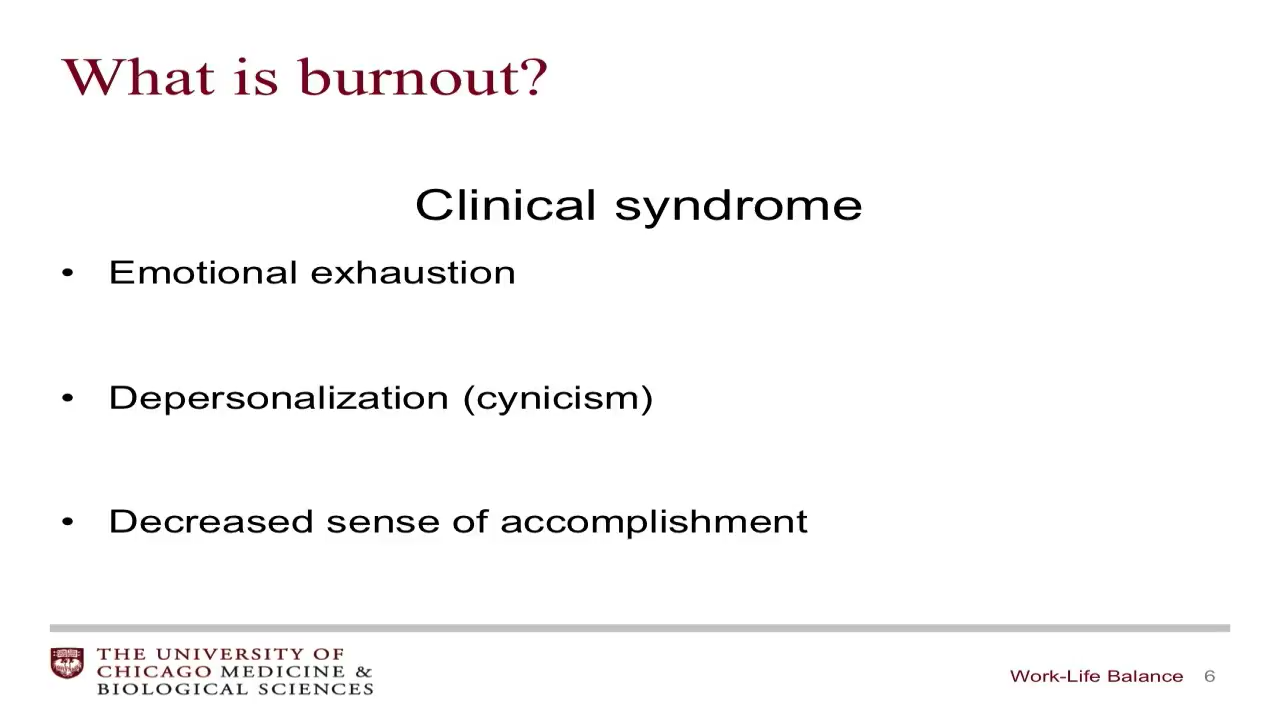 What is burnout?
Clinical syndrome
• Emotional exhaustion
• Depersonalization (cynicism)
• Decreased sense of accomplishment
THE UNIVERSITY OF
CHICAGO MEDICINE &
BIOLOGICAL SCIENCES
Work-Life Balance 6